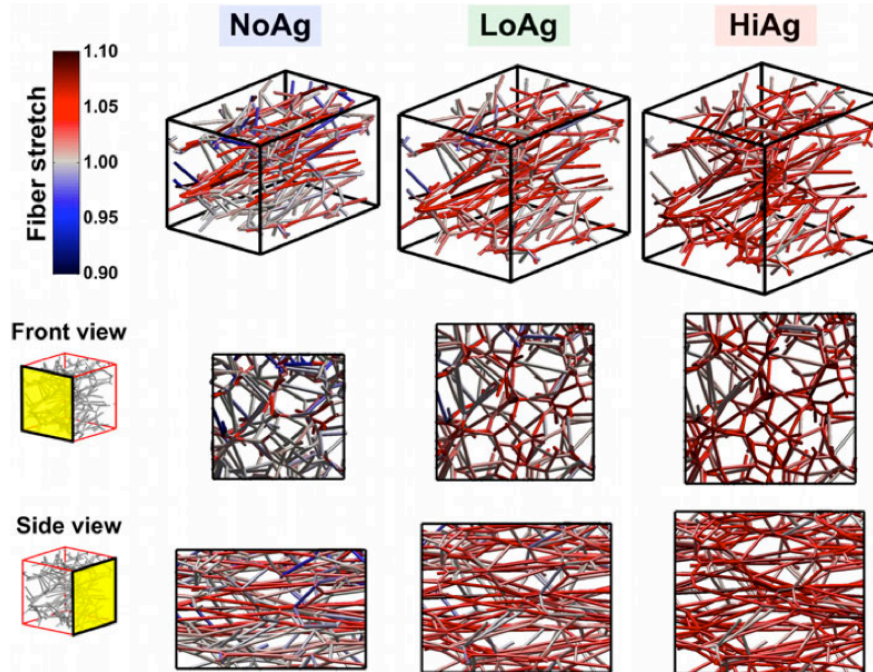 NoAg
LoAg
HiAg
Fiber stretch
1.10
1.05
1.00
0.95
0.90
Front view
Side view